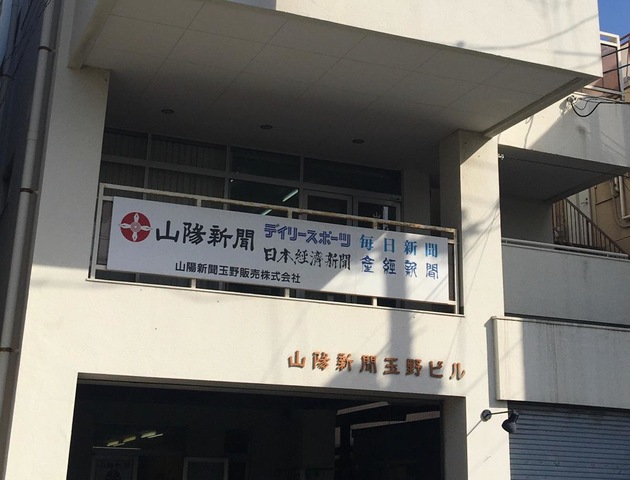 山陽新聞
デイリースポーツ
毎日新聞
日本経済新聞
産經新聞
山陽新聞玉野販売株式会社
山陽新聞玉野ビル